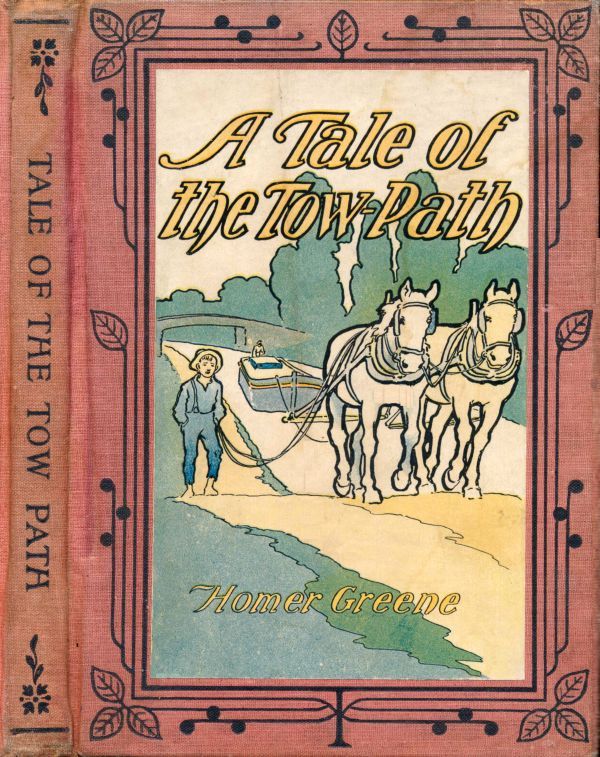 TALE OF THE TOW PATH
A Tale of
the Tow-Path
Homer Greene